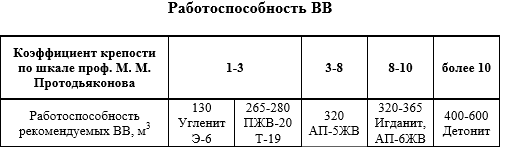 Работоспособность ВВ
Коэффициент крепости
по шкале проф. М. М.
Протодьяконова
1-3
3-8
8-10
более 10
Работоспособность
рекомендуемых ВВ, м³
130
Угленит
Э-6
265-280
ПЖВ-20
Т-19
320
АП-5ЖВ
320-365
Игданит,
АП-6ЖВ
400-600
Детонит